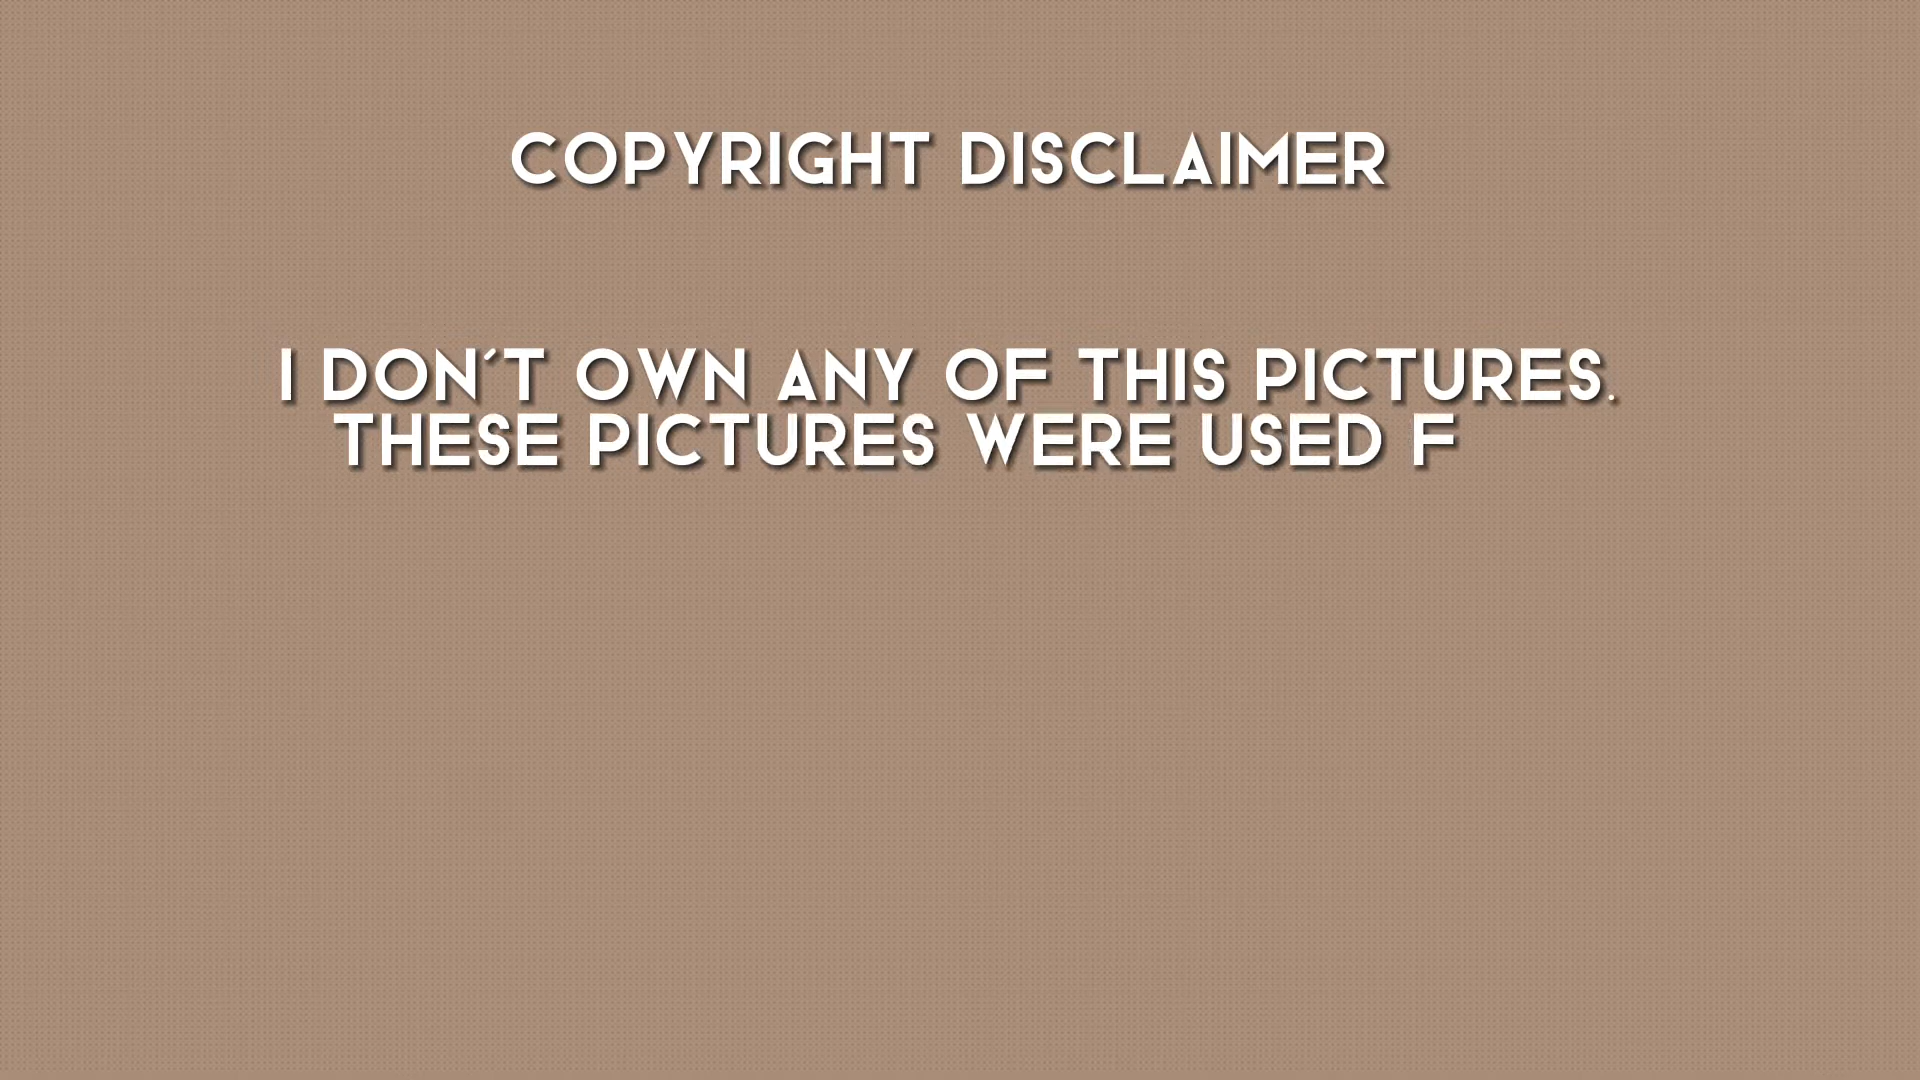 COPYRIGHT DISCLAIMER
I DON'T OWN ANY OF THIS PICTURES.
THESE PICTURES WERE USED F